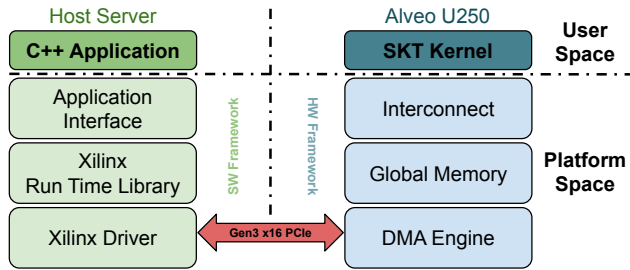 Host Server
Alveo U250
C++ Application
SKT Kernel
User
Space
Application
Interface
SW Framework
HW Framework
Interconnect
Xilinx
Run Time Library
Global Memory
Platform
Space
Xilinx Driver
Gen3 x16 PCIe
DMA Engine